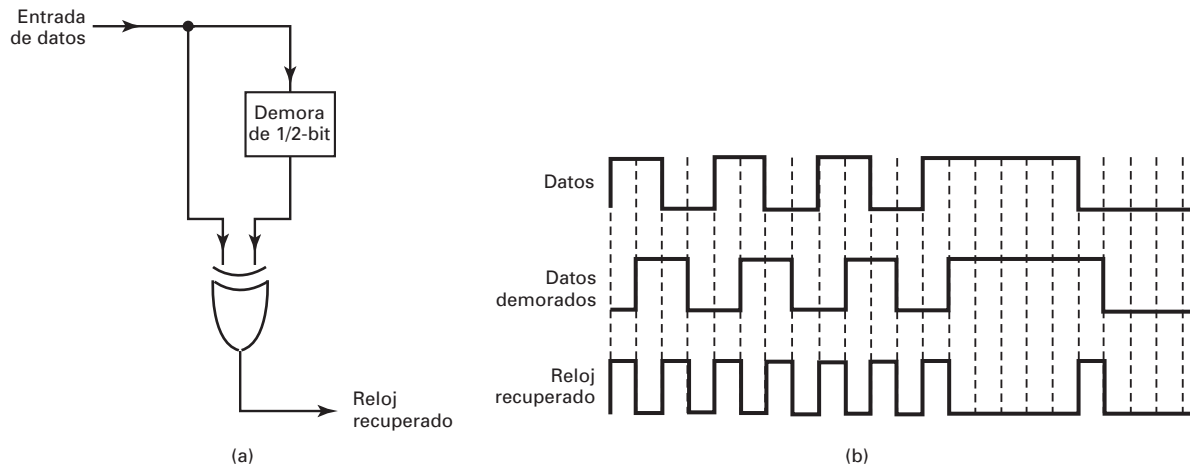 Entrada
de datos
Demora
de 1/2-bit
Reloj
recuperado
(a)
Datos
Datos
demorados
Reloj
recuperado
(b)